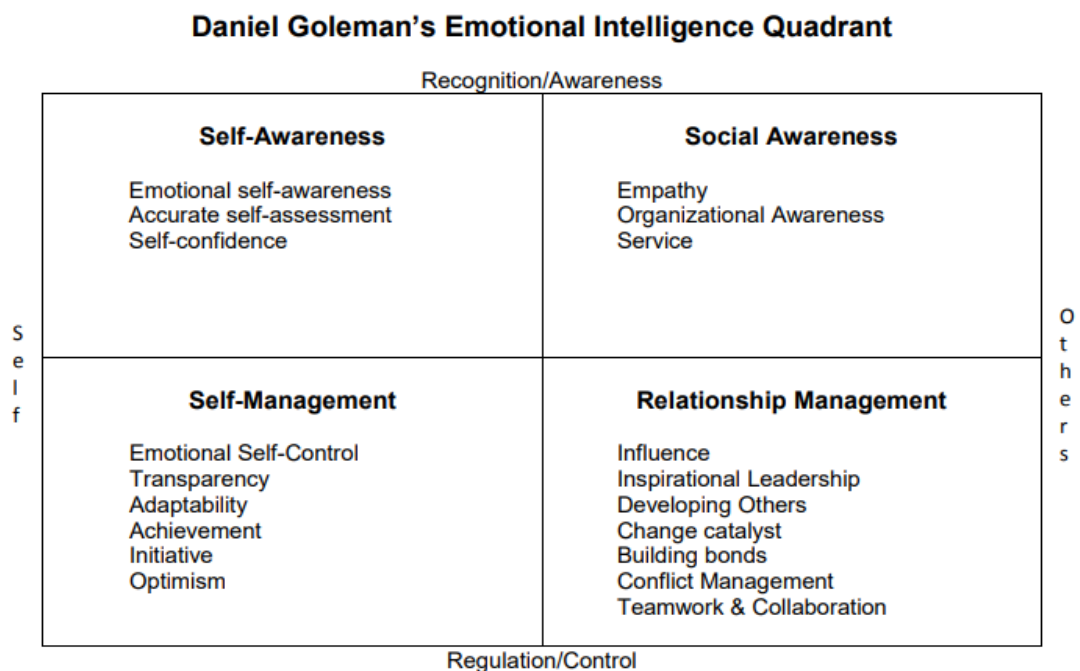 Daniel Goleman's Emotional Intelligence Quadrant
Recognition/Awareness
Self-Awareness
Emotional self-awareness
Accurate self-assessment
Self-confidence
Social Awareness
Empathy
Organizational Awareness
Service
Self
Others
Self-Management
Emotional Self-Control
Transparency
Adaptability
Achievement
Initiative
Optimism
Relationship Management
Influence
Inspirational Leadership
Developing Others
Change catalyst
Building bonds
Conflict Management
Teamwork & Collaboration
Regulation/Control